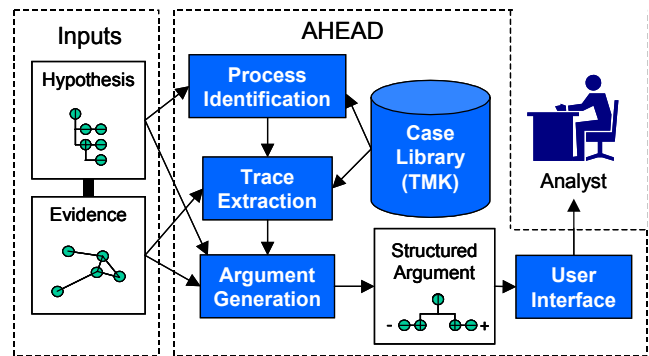 Inputs
AHEAD
Hypothesis
Evidence
Process
Identification
Trace
Extraction
Argument
Generation
Case
Library
(TMK)
Structured
Argument
- +
User
Interface
Analyst